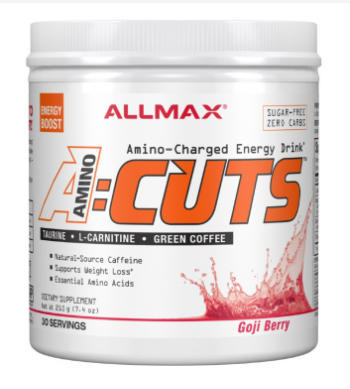 ENERGY
BOOST
ALLMAX®
SUGAR-FREE
ZERO CARBS
Amino-Charged Energy Drink*
AMINO
A:CUTS™
TAURINE • L-CARNITINE • GREEN COFFEE
▪ Natural-Source Caffeine
▪ Supports Weight Loss*
▪ Essential Amino Acids
DIETARY SUPPLEMENT
Net wt 210 g (7.4 oz)
30 SERVINGS
Goji Berry